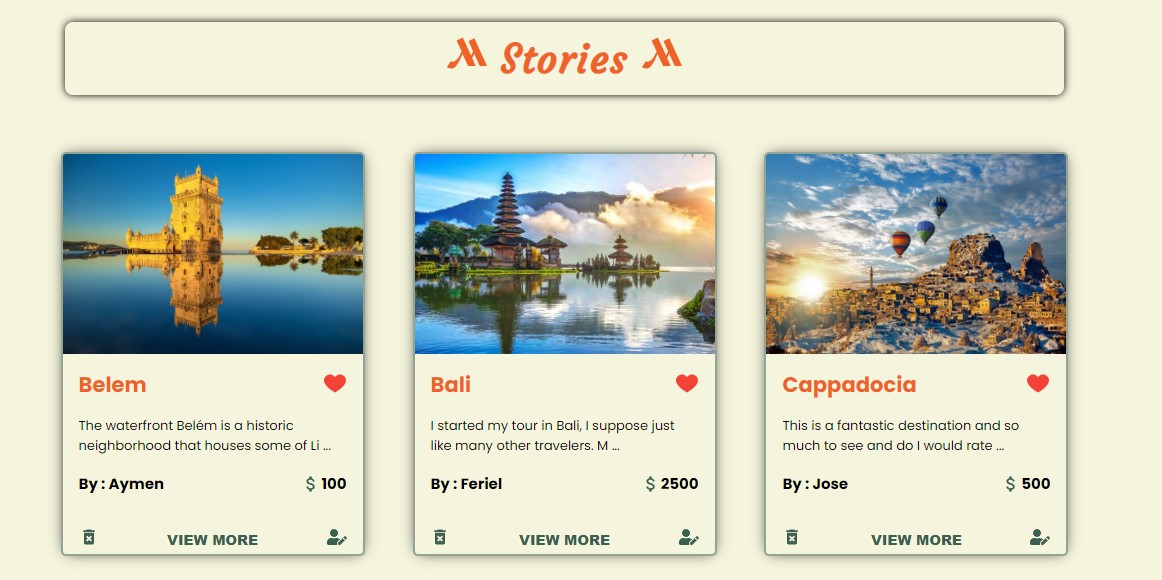 Stories
Belem
The waterfront Belém is a historic
neighborhood that houses some of Li ...
By : Aymen
$ 100
VIEW MORE
Bali
I started my tour in Bali, I suppose just
like many other travelers. M ...
By : Feriel
$ 2500
VIEW MORE
Cappadocia
This is a fantastic destination and so
much to see and do I would rate ...
By : Jose
$ 500
VIEW MORE